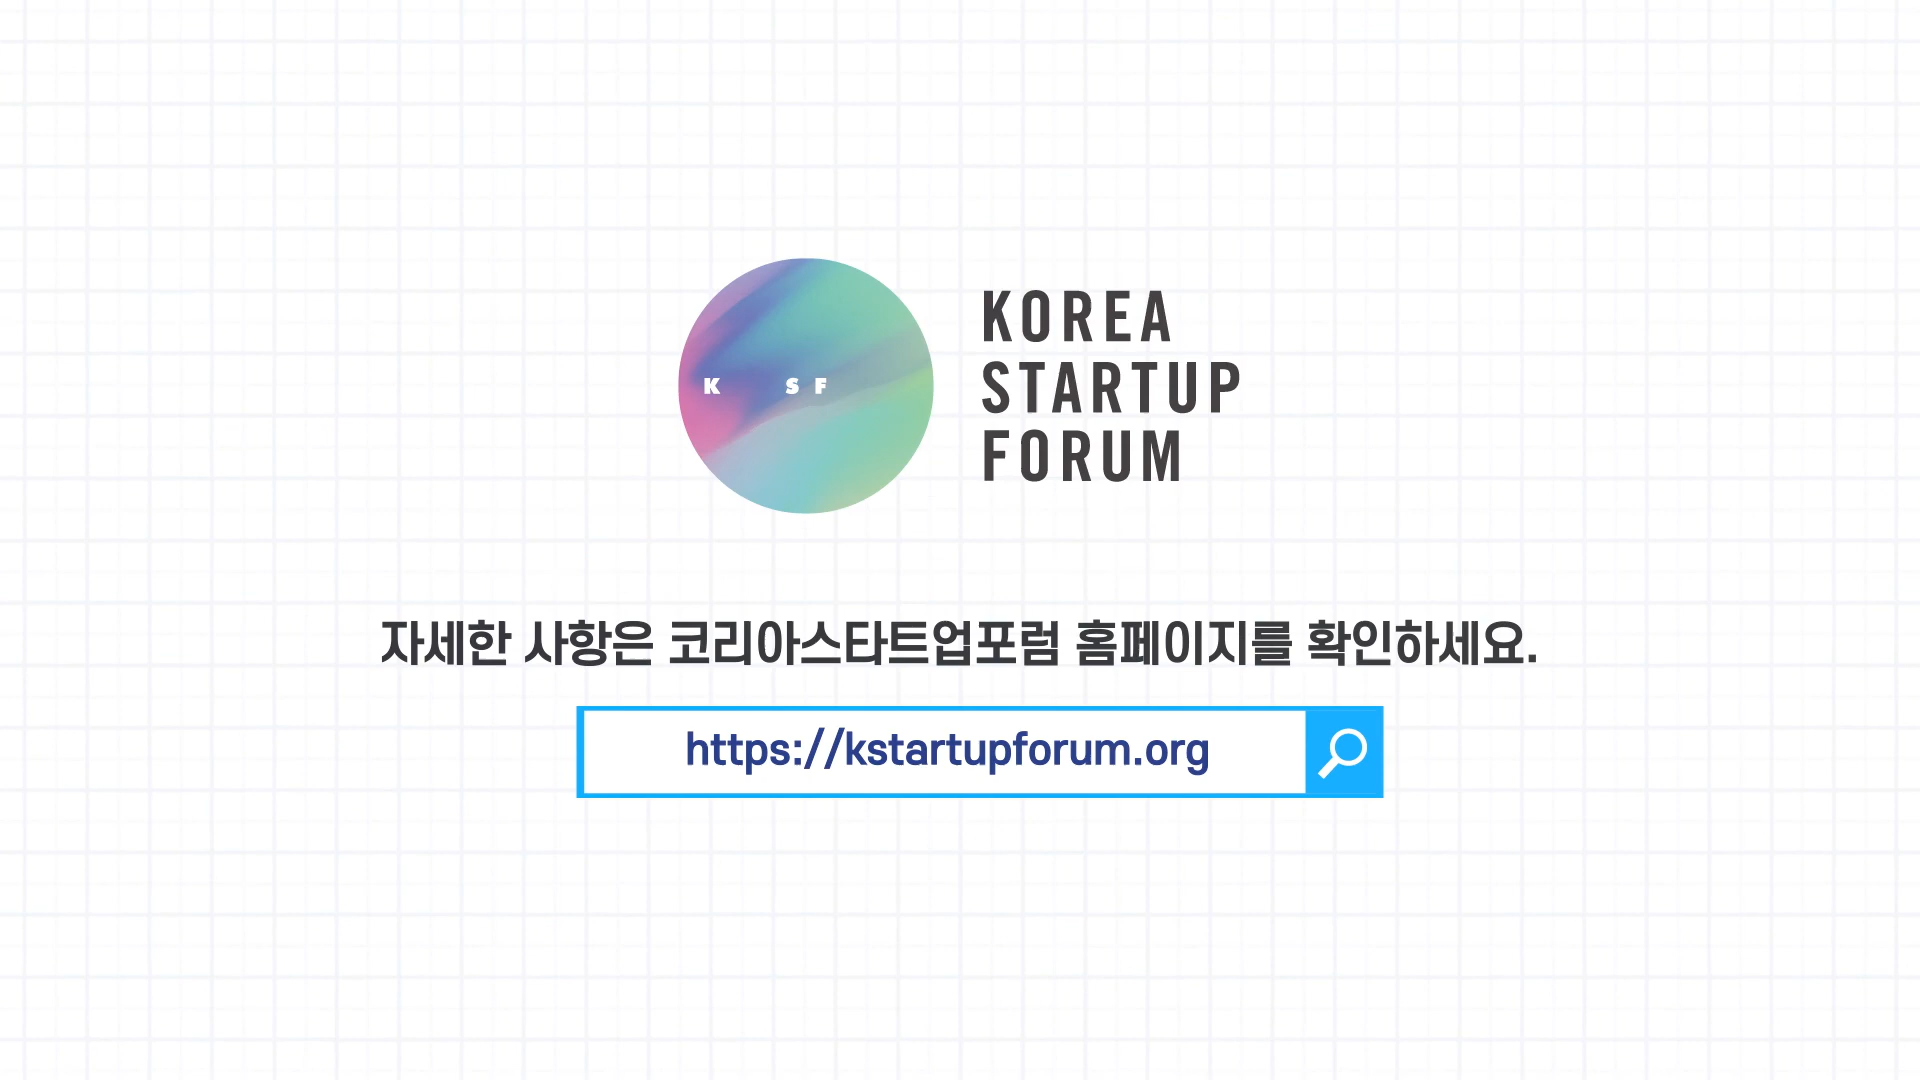 K SF
KOREA
STARTUP
FORUM
자세한 사항은 코리아스타트업포럼 홈페이지를 확인하세요.
https://kstartupforum.org